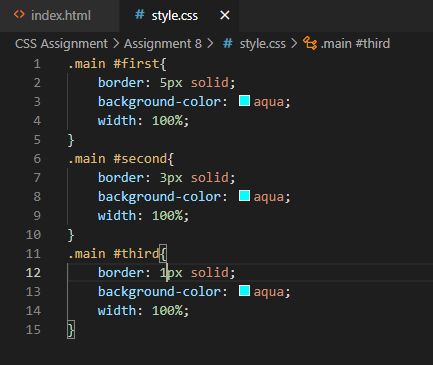 <> index.html # style.css ×
CSS Assignment > Assignment 8 > # style.css > .main #third
1 .main #first{
2 border: 5px solid;
3 background-color: aqua;
4 width: 100%;
5 }
6 .main #second{
7 border: 3px solid;
8 background-color: aqua;
9 width: 100%;
10 }
11 .main #third{
12 border: 1px solid;
13 background-color: aqua;
14 width: 100%;
15 }